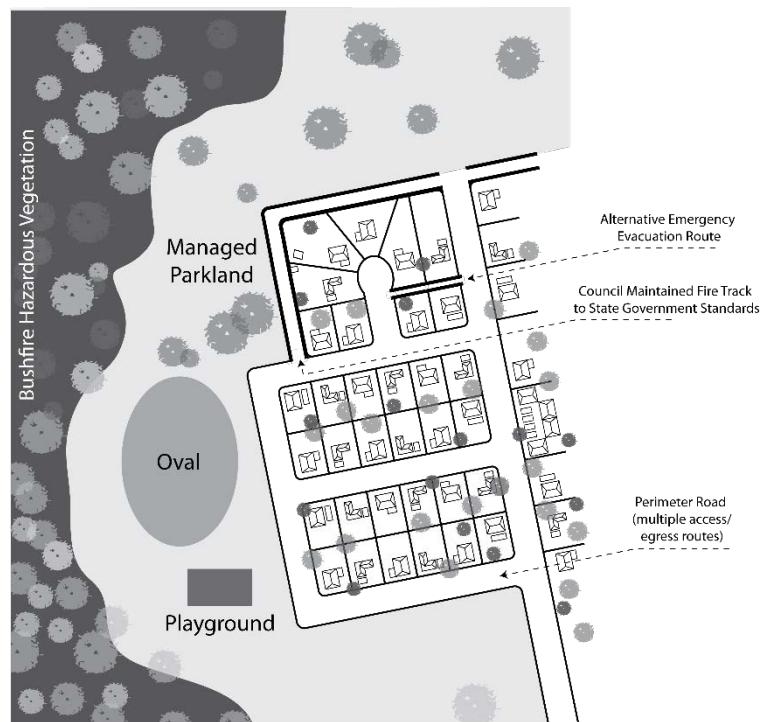 Bushfire Hazardous Vegetation
Managed
Parkland
Oval
Playground
Alternative Emergency
Evacuation Route
Council Maintained Fire Track
to State Government Standards
Perimeter Road
(multiple access/
egress routes)